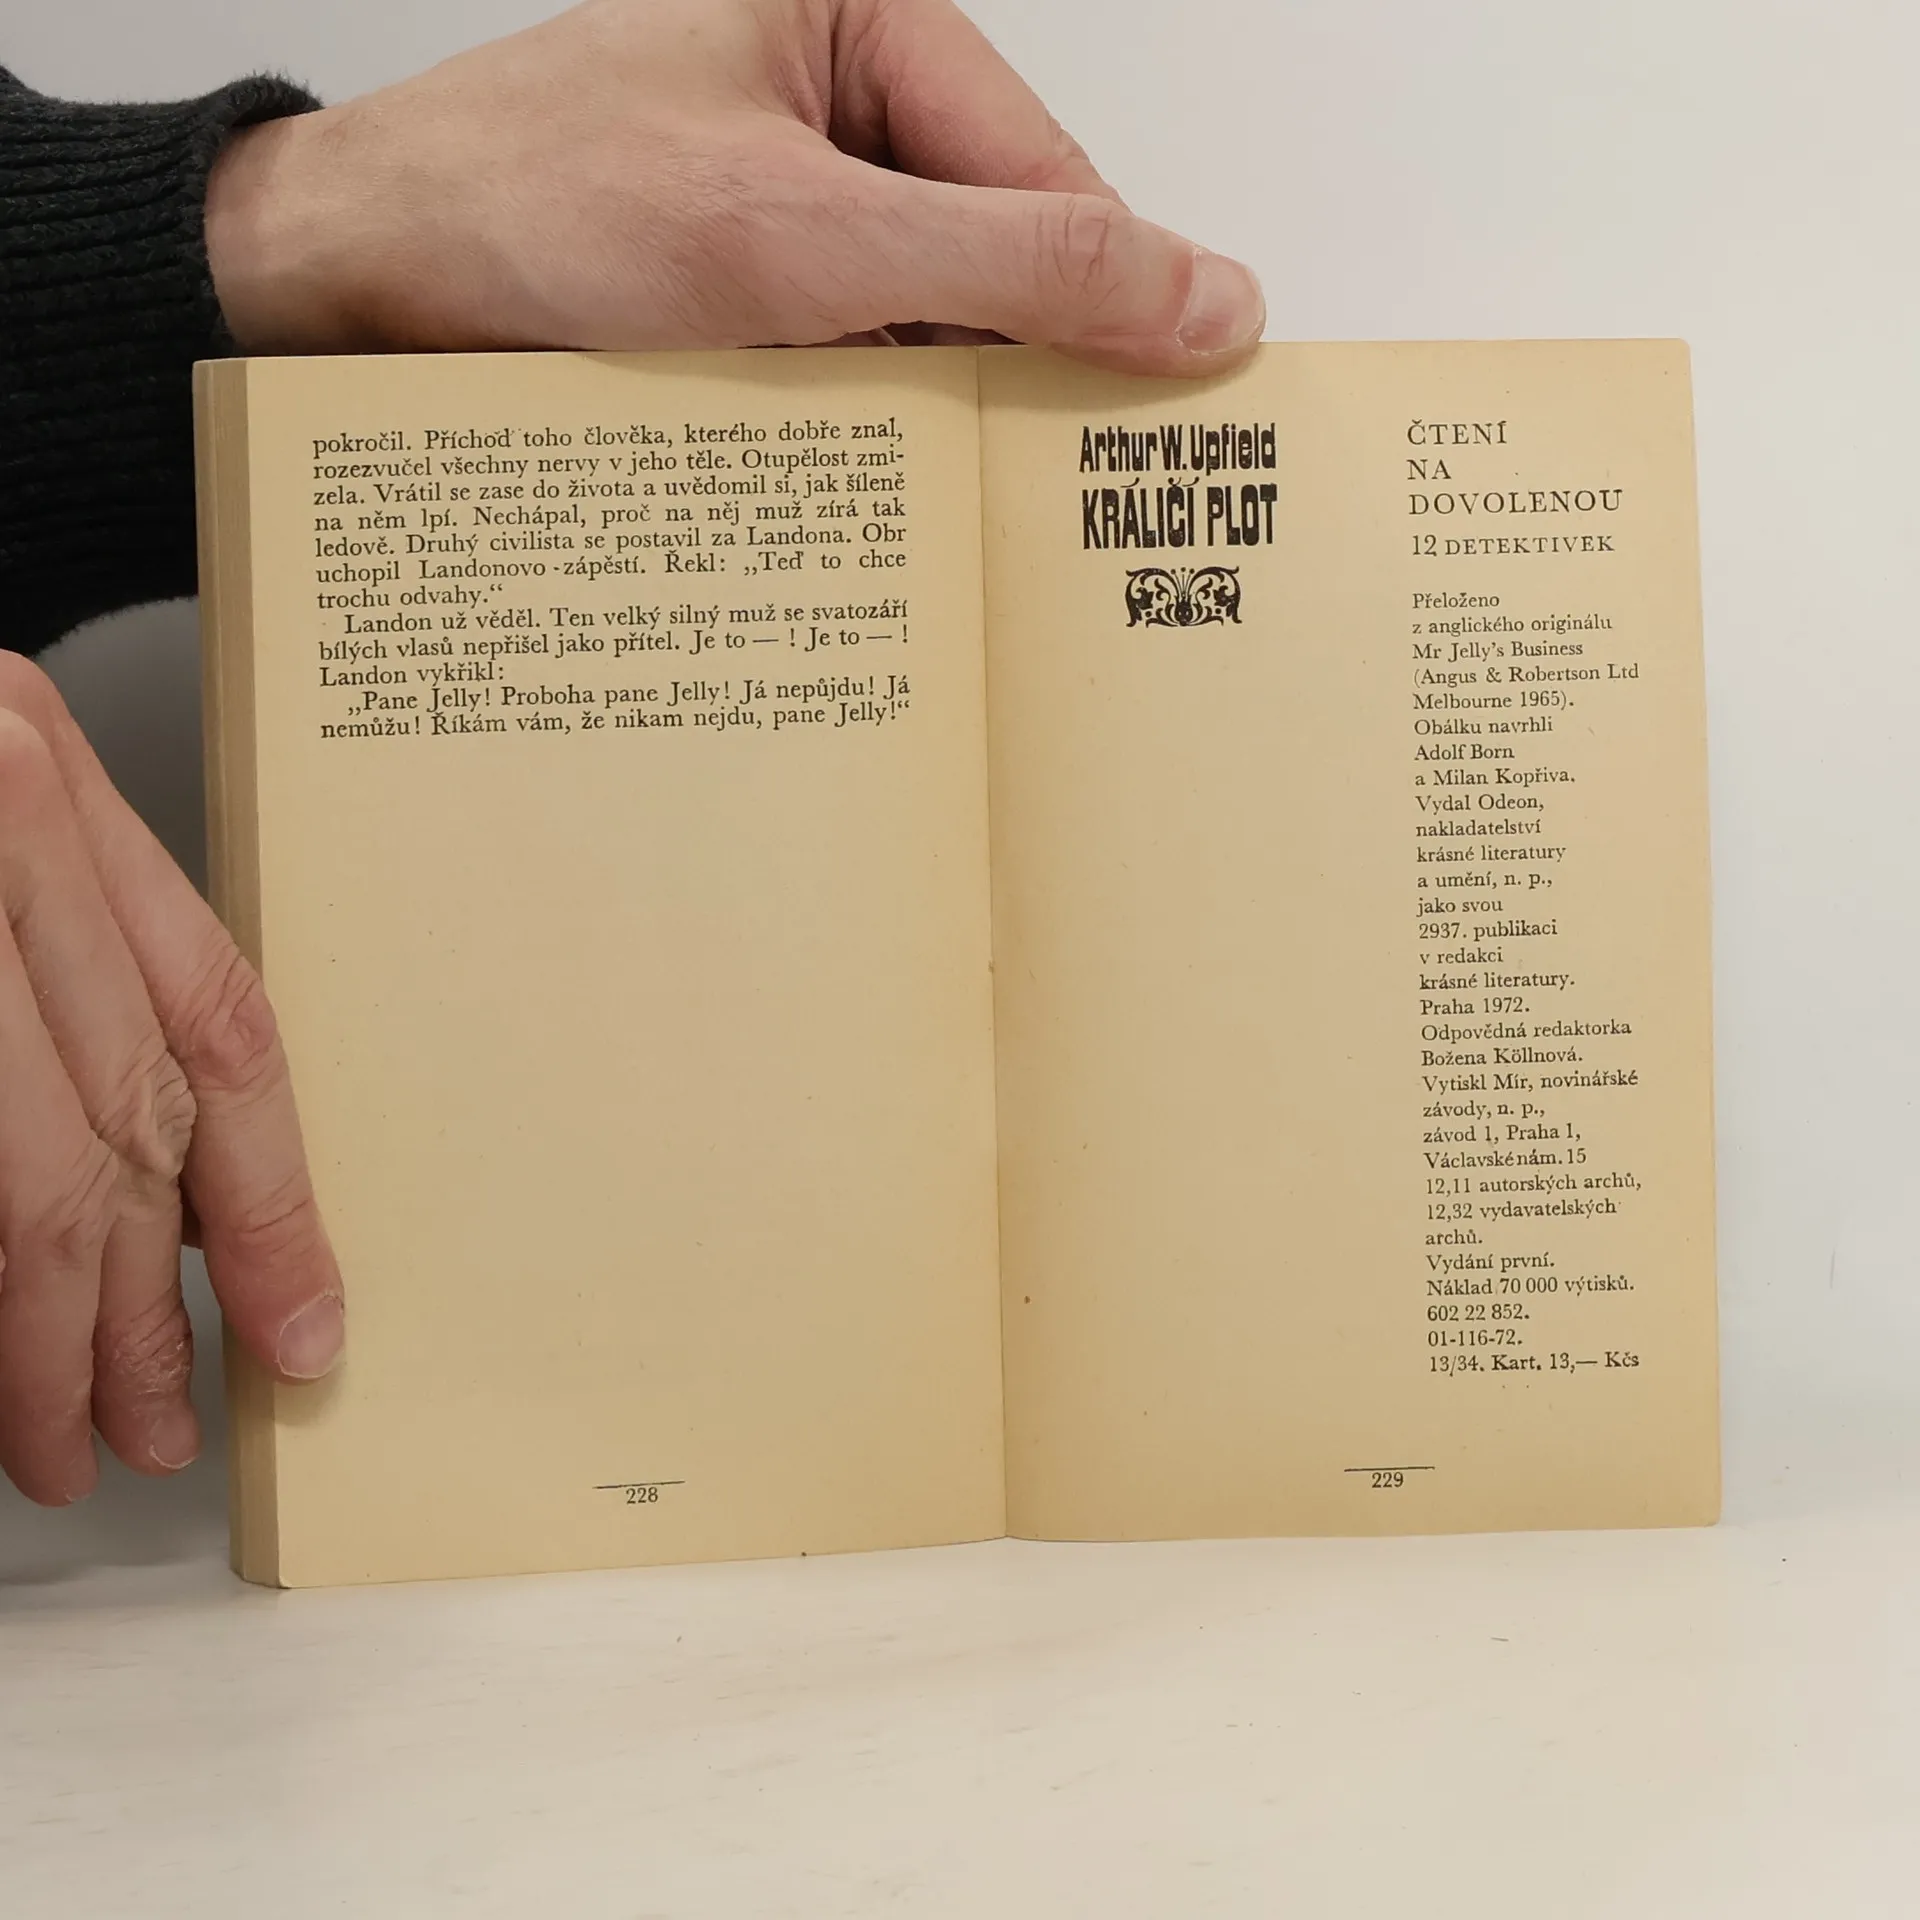 pokročil. Příchod toho člověka, kterého dobře znal,
rozezvučel všechny nervy v jeho těle. Otupělost zmi-
zela. Vrátil se zase do života a uvědomil si, jak šíleně
na něm lpí. Nechápal, proč na něj muž zírá tak
ledově. Druhý civilista se postavil za Landona. Obr
uchopil Landonovo zápěstí. Řekl: „Teď to chce
trochu odvahy.“
Landon už věděl. Ten velký silný muž se svatozáří
bílých vlasů nepřišel jako přítel. Je to — ! Je to — !
Landon vykřikl:
„Pane Jelly! Proboha pane Jelly! Já nepůjdu! Já
nemůžu! Říkám vám, že nikam nejdu, pane Jelly!“
228
Arthur W. Upfield
KRÁLIČÍ PLOT
ČTENÍ
NA
DOVOLENOU
12 DETEKTIVEK
Přeloženo
z anglického originálu
Mr Jelly’s Business
(Angus & Robertson Ltd
Melbourne 1965).
Obálku navrhli
Adolf Born
a Milan Kopřiva.
Vydal Odeon,
nakladatelství
krásné literatury
a umění, n. p.,
jako svou
2937. publikaci
v redakci
krásné literatury.
Praha 1972.
Odpovědná redaktorka
Božena Köllnová.
Vytiskl Mír, novinářské
závody, n. p.,
závod 1, Praha 1,
Václavské nám. 15
12,11 autorských archů,
12,32 vydavatelských
archů.
Vydání první.
Náklad 70 000 výtisků.
602 22 852.
01-116-72.
13/34. Kart. 13,— Kčs
229